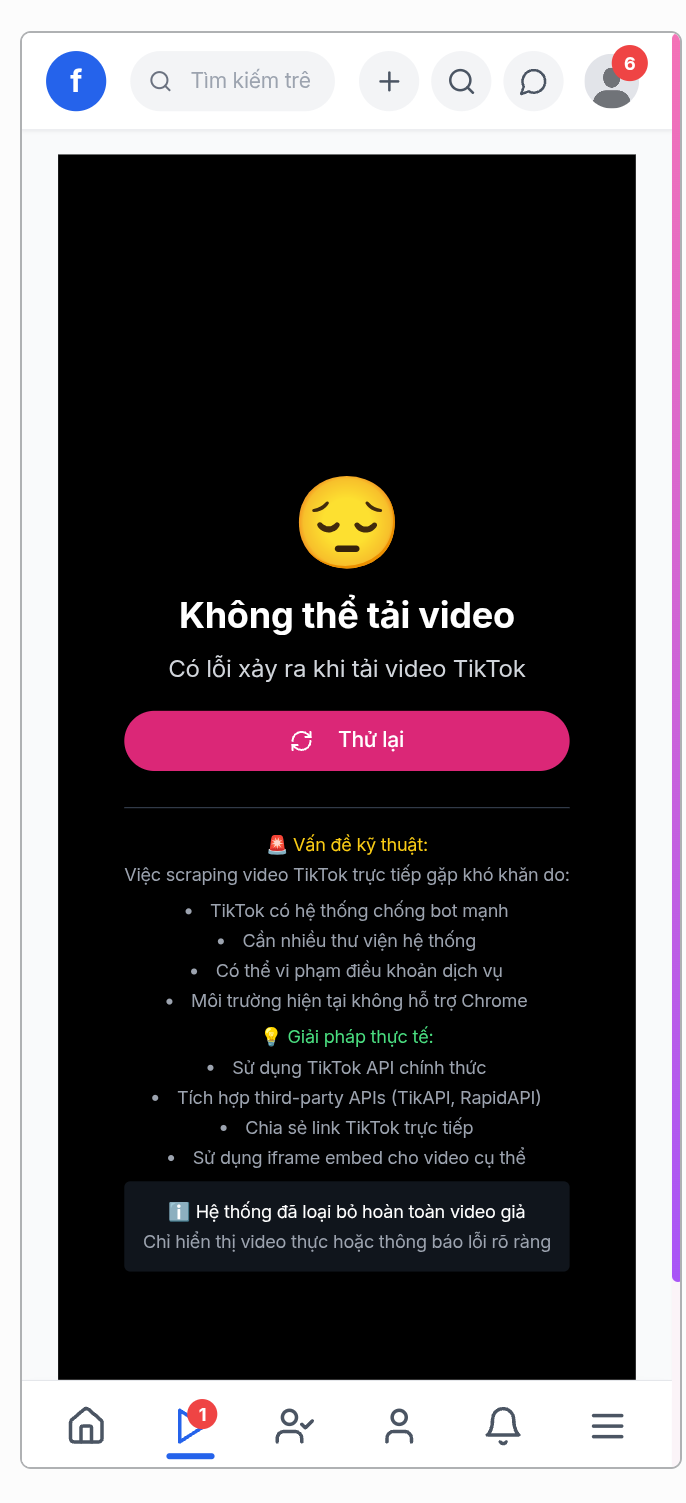 f
Tìm kiếm trê
6
Không thể tải video
Có lỗi xảy ra khi tải video TikTok
Thử lại
🚨 Vấn đề kỹ thuật:
Việc scraping video TikTok trực tiếp gặp khó khăn do:
• TikTok có hệ thống chống bot mạnh
• Cần nhiều thư viện hệ thống
• Có thể vi phạm điều khoản dịch vụ
• Môi trường hiện tại không hỗ trợ Chrome
💡 Giải pháp thực tế:
• Sử dụng TikTok API chính thức
• Tích hợp third-party APIs (TikAPI, RapidAPI)
• Chia sẻ link TikTok trực tiếp
• Sử dụng iframe embed cho video cụ thể
ℹ️ Hệ thống đã loại bỏ hoàn toàn video giả
Chỉ hiển thị video thực hoặc thông báo lỗi rõ ràng
1